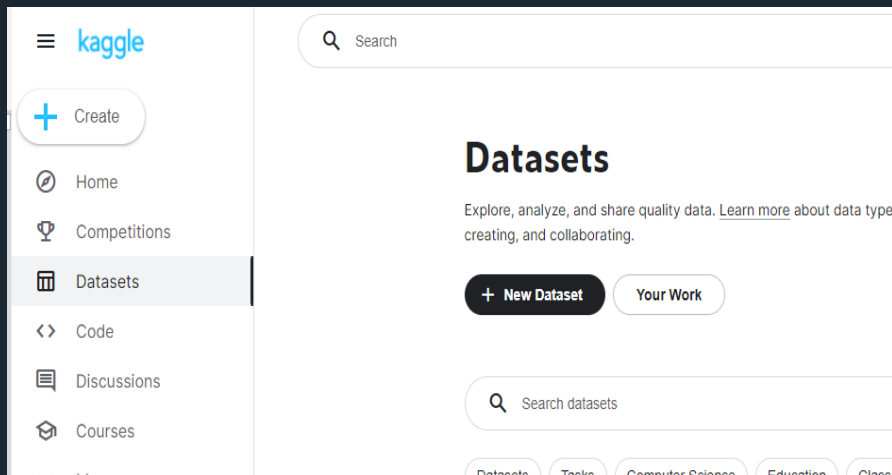 kaggle
Search
Create
Home
Competitions
Datasets
Code
Discussions
Courses
Datasets
Explore, analyze, and share quality data. Learn more about data type
creating, and collaborating.
+ New Dataset
Your Work
Search datasets
Datasets
Tasks
Computer Science
Education